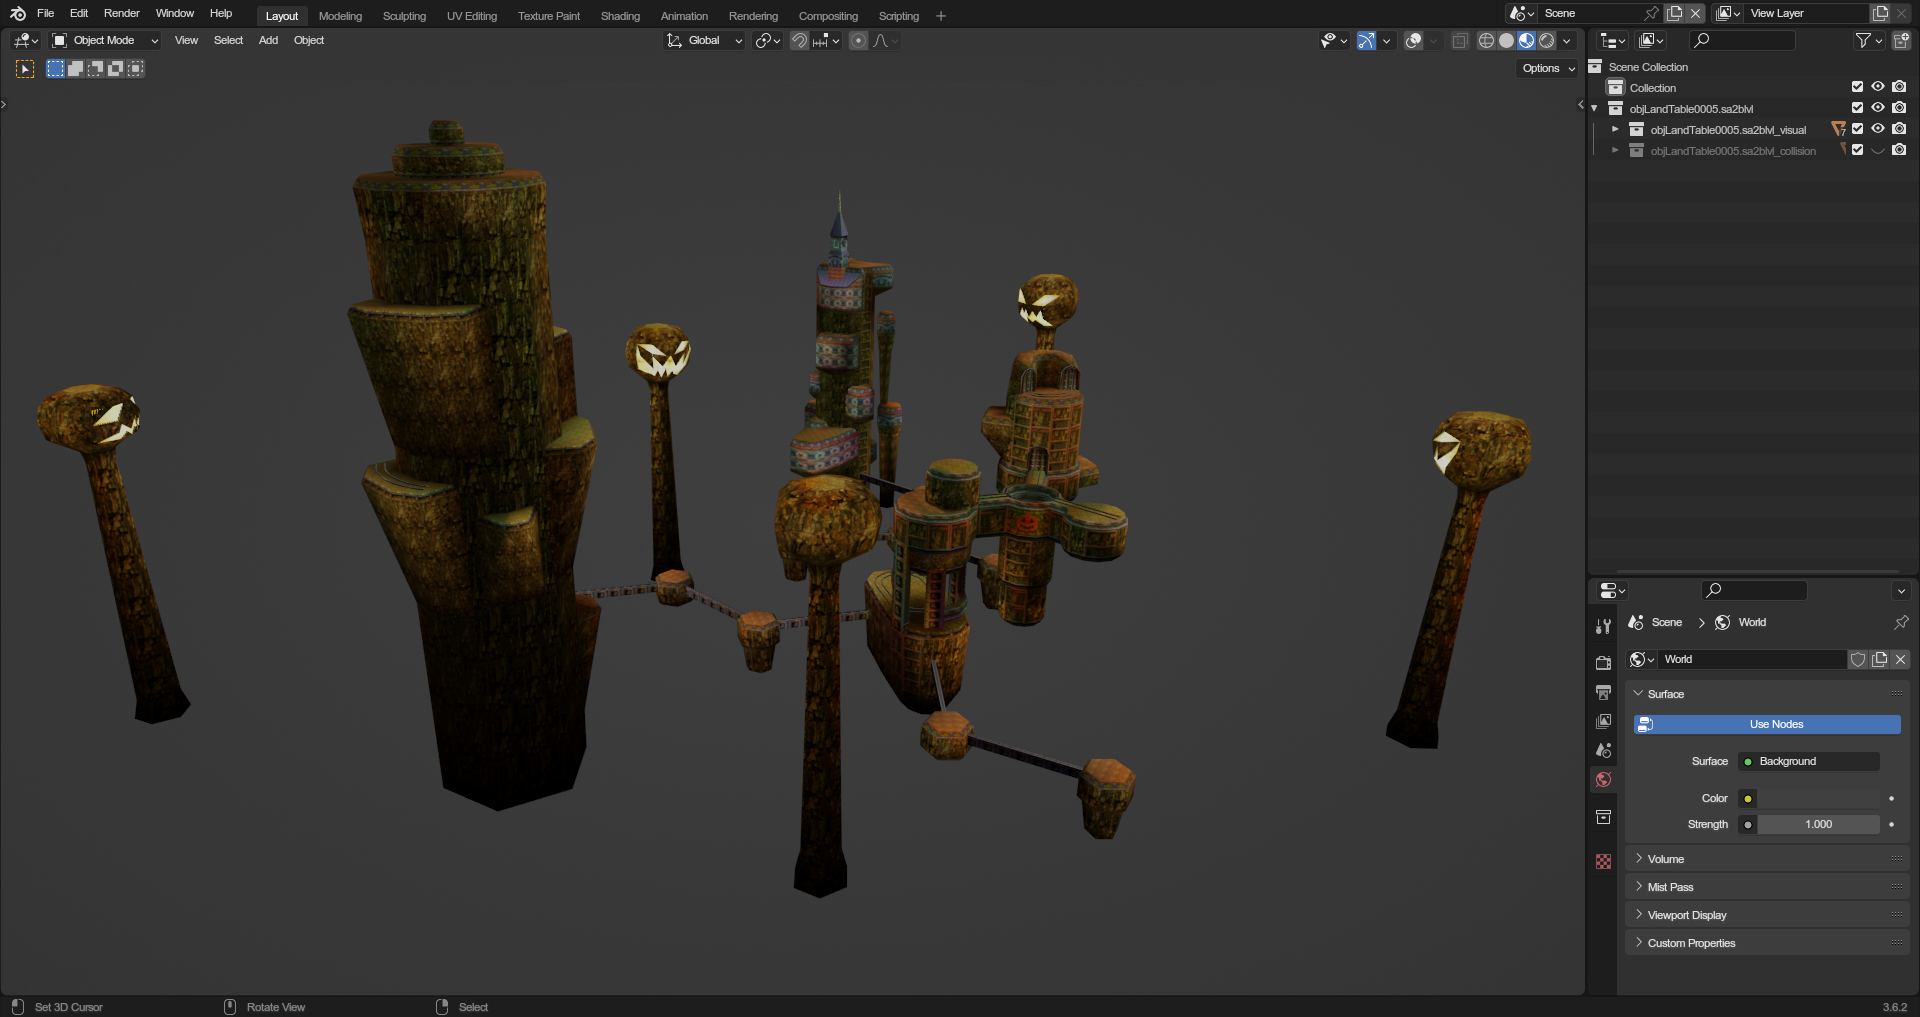 File Edit Render Window Help Layout Modeling Sculpting UV Editing Texture Paint Shading Animation Rendering Compositing Scripting + Scene View Layer
Object Mode View Select Add Object Global
Options
Scene Collection
Collection
objLandTable0005.sa2blvl
objLandTable0005.sa2blvl_visual 7
objLandTable0005.sa2blvl_collision
Scene World
World
Surface
Use Nodes
Surface Background
Color
Strength 1.000
Volume
Mist Pass
Viewport Display
Custom Properties
Set 3D Cursor Rotate View Select 3.6.2